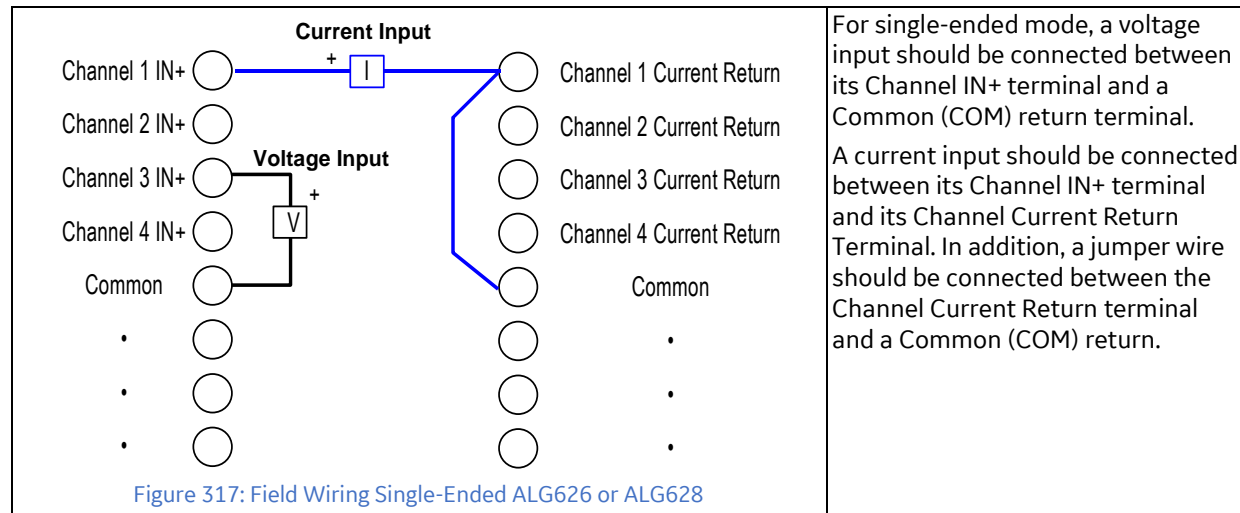 Current Input
Channel 1 IN+
+
I
Channel 1 Current Return
Channel 2 IN+
Channel 2 Current Return
Voltage Input
Channel 3 IN+
+
Channel 3 Current Return
Channel 4 IN+
V
Channel 4 Current Return
Common
Common
•
•
•
•
•
•
Figure 317: Field Wiring Single-Ended ALG626 or ALG628
For single-ended mode, a voltage
input should be connected between
its Channel IN+ terminal and a
Common (COM) return terminal.
A current input should be connected
between its Channel IN+ terminal
and its Channel Current Return
Terminal. In addition, a jumper wire
should be connected between the
Channel Current Return terminal
and a Common (COM) return.